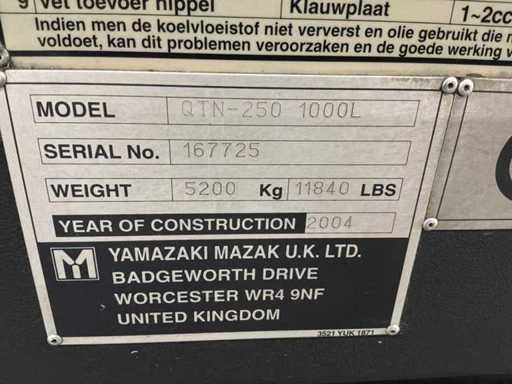 9 Vet toevoer nippel Klauwplaat 1~2cc
Indien men de koelvloeistof niet ververst en olie gebruikt die
voldoet, kan dit problemen veroorzaken en de goede werking
MODEL QTN-250 1000L
SERIAL No. 167725
WEIGHT 5200 Kg 11840 LBS
YEAR OF CONSTRUCTION 2004
YAMAZAKI MAZAK U.K. LTD.
BADGEWORTH DRIVE
WORCESTER WR4 9NF
UNITED KINGDOM
3521 YUK 1871